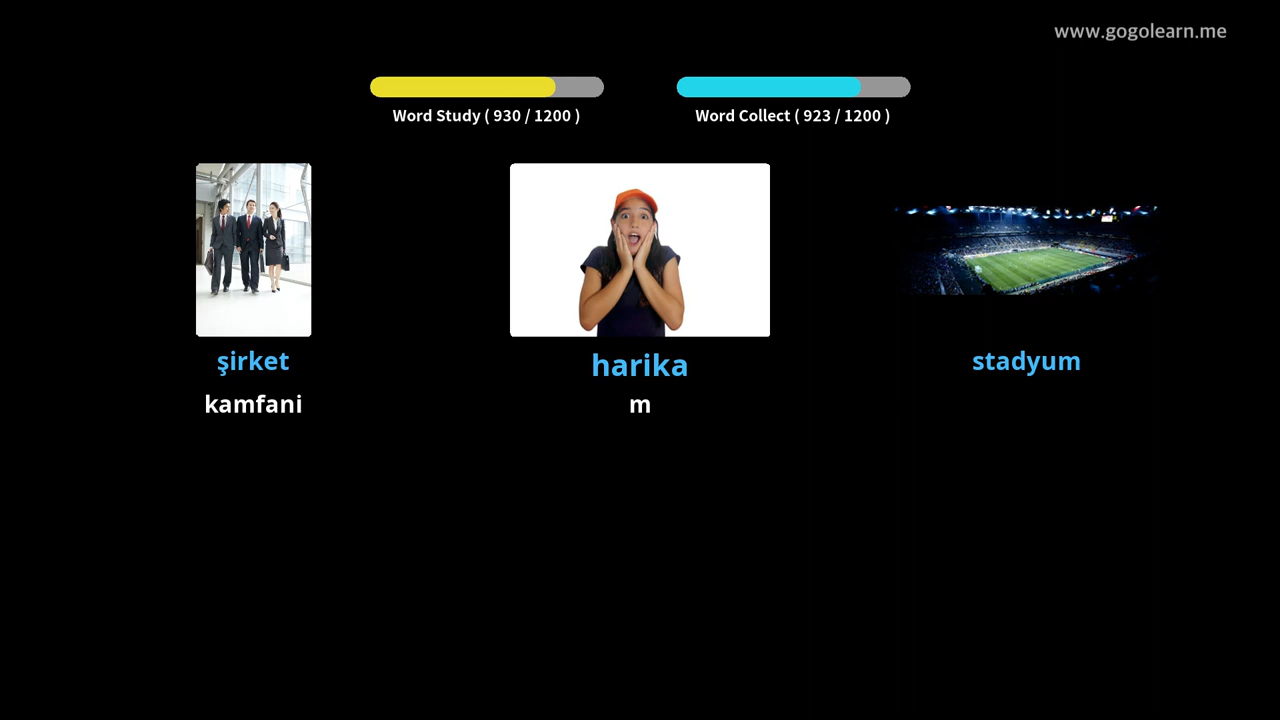 www.gogolearn.me
Word Study ( 930 / 1200 )
Word Collect ( 923 / 1200 )
şirket
harika
stadyum
kamfani
m